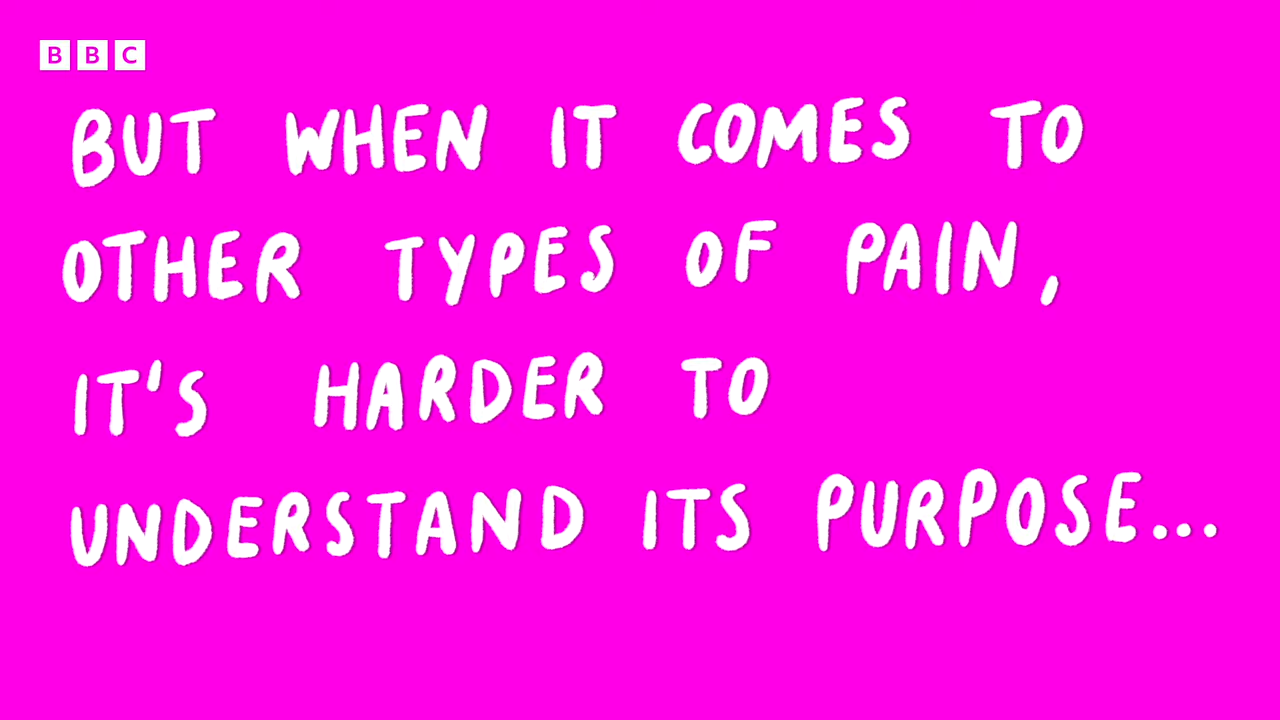 BBC
BUT WHEN IT COMES TO
OTHER TYPES OF PAIN,
IT'S HARDER TO
UNDERSTAND ITS PURPOSE...